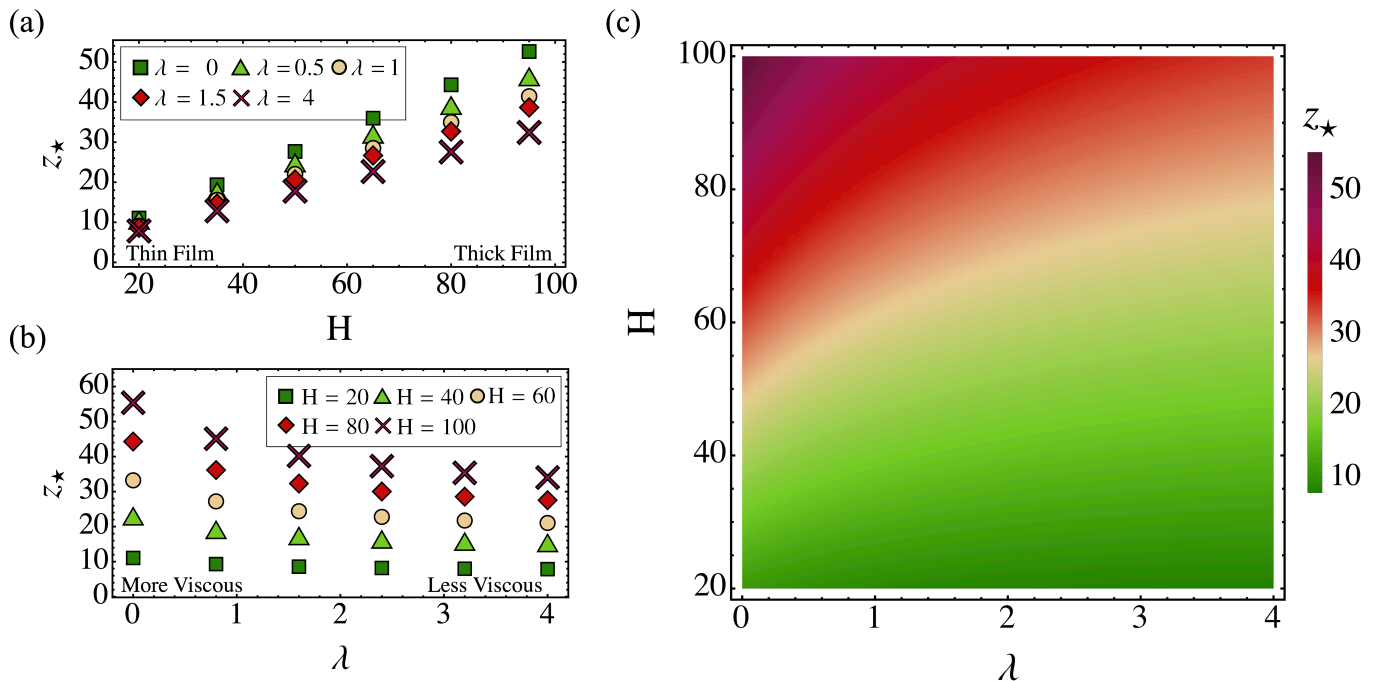 (a)
50
40
30
20
10
0
z★
λ = 0 λ = 0.5 λ = 1
λ = 1.5 λ = 4
Thin Film Thick Film
20 40 60 80 100
H
(b)
60
50
40
30
20
10
0
z★
H = 20 H = 40 H = 60
H = 80 H = 100
More Viscous Less Viscous
0 1 2 3 4
λ
(c)
100
80
60
40
20
H
0 1 2 3 4
λ
z★
50
40
30
20
10